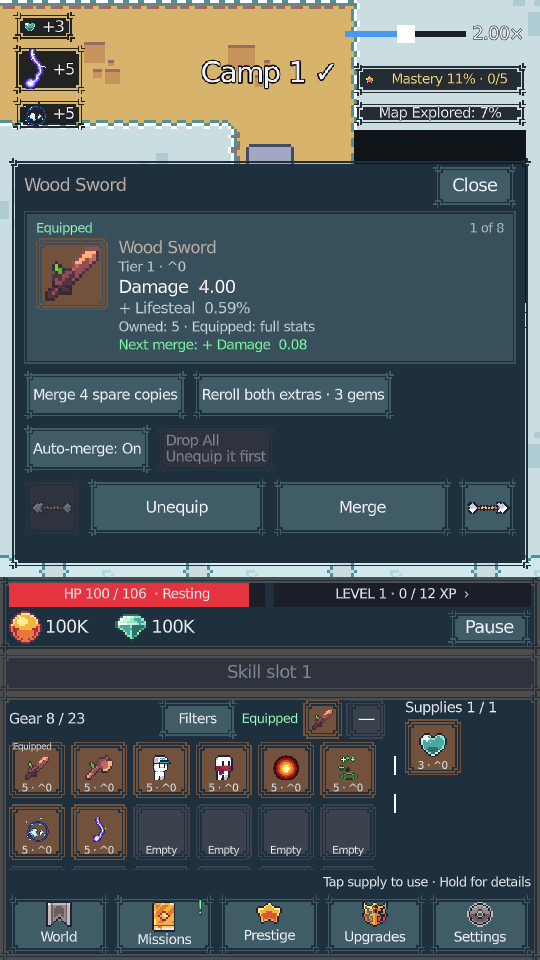 +3
2.00×
+5
Camp 1 ✓
Mastery 11% · 0/5
+5
Map Explored: 7%
Wood Sword
Close
Equipped
1 of 8
Wood Sword
Tier 1 · ^0
Damage 4.00
+ Lifesteal 0.59%
Owned: 5 · Equipped: full stats
Next merge: + Damage 0.08
Merge 4 spare copies
Reroll both extras · 3 gems
Auto-merge: On
Drop All
Unequip it first
Unequip
Merge
HP 100 / 106 · Resting
LEVEL 1 · 0 / 12 XP ›
100K
100K
Pause
Skill slot 1
Gear 8 / 23
Filters
Equipped
—
Supplies 1 / 1
Equipped
5 · ^0
5 · ^0
5 · ^0
5 · ^0
5 · ^0
5 · ^0
3 · ^0
5 · ^0
5 · ^0
Empty
Empty
Empty
Empty
Tap supply to use · Hold for details
World
Missions
!
Prestige
Upgrades
Settings